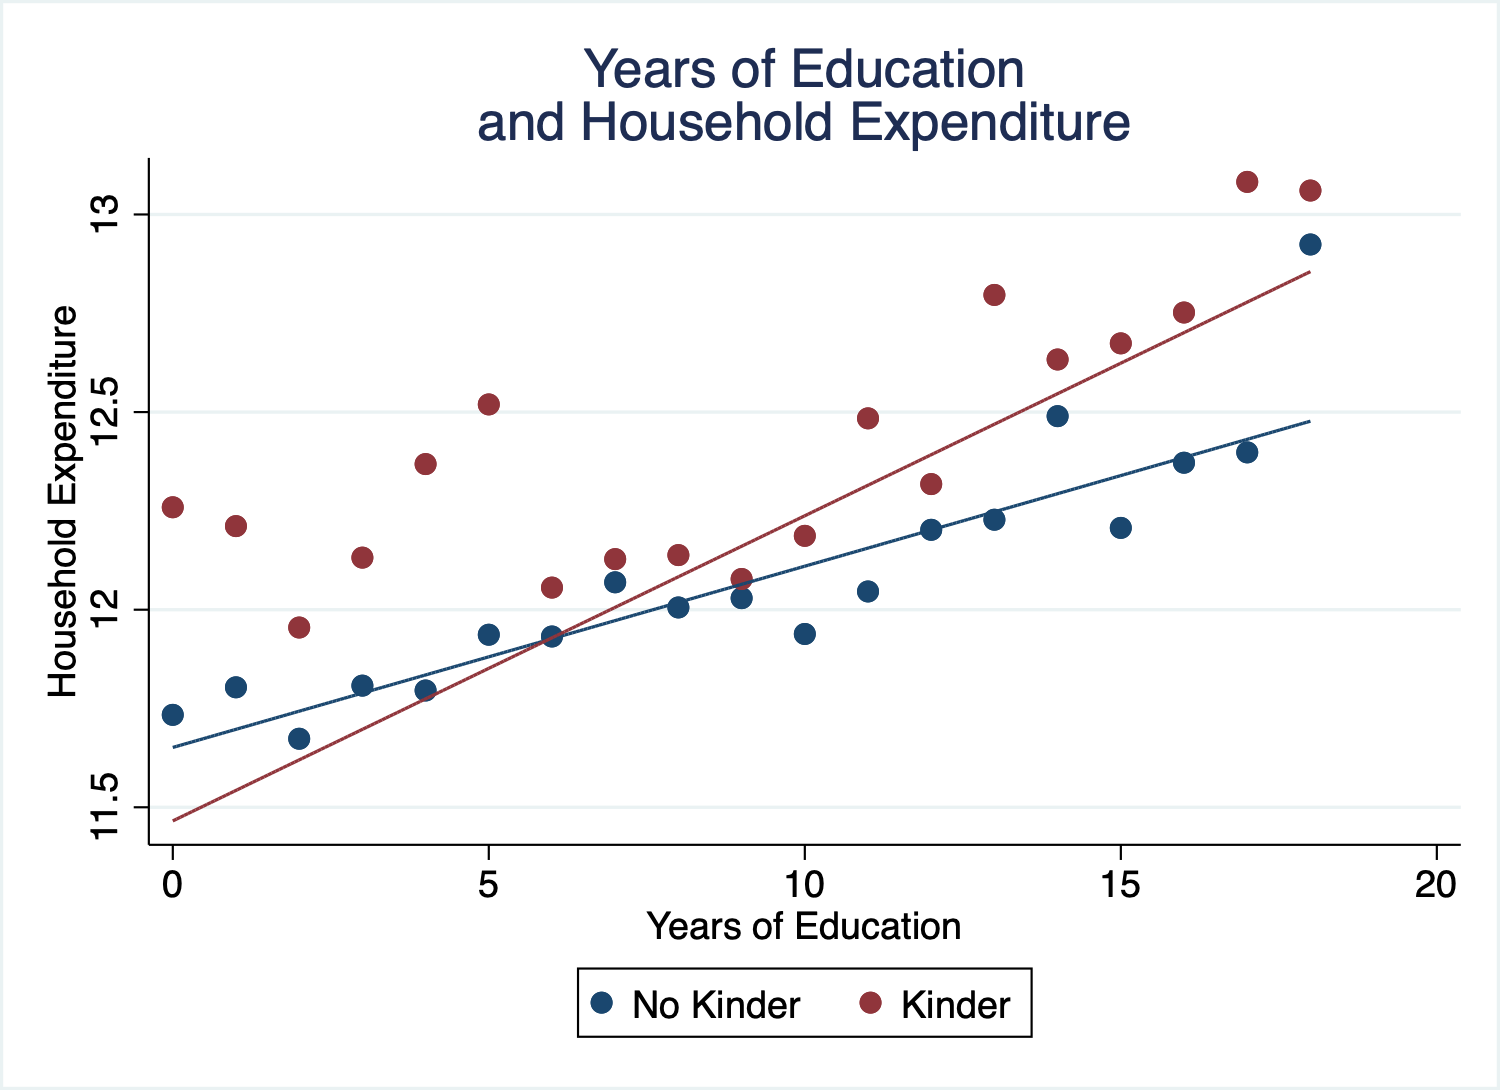 Years of Education
and Household Expenditure
Household Expenditure
13
12.5
12
11.5
0 5 10 15 20
Years of Education
No Kinder Kinder